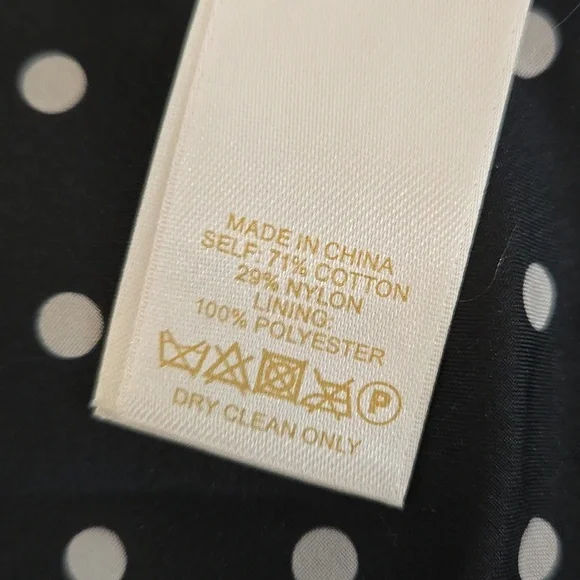 MADE IN CHINA
SELF: 71% COTTON
29% NYLON
LINING:
100% POLYESTER
P
DRY CLEAN ONLY